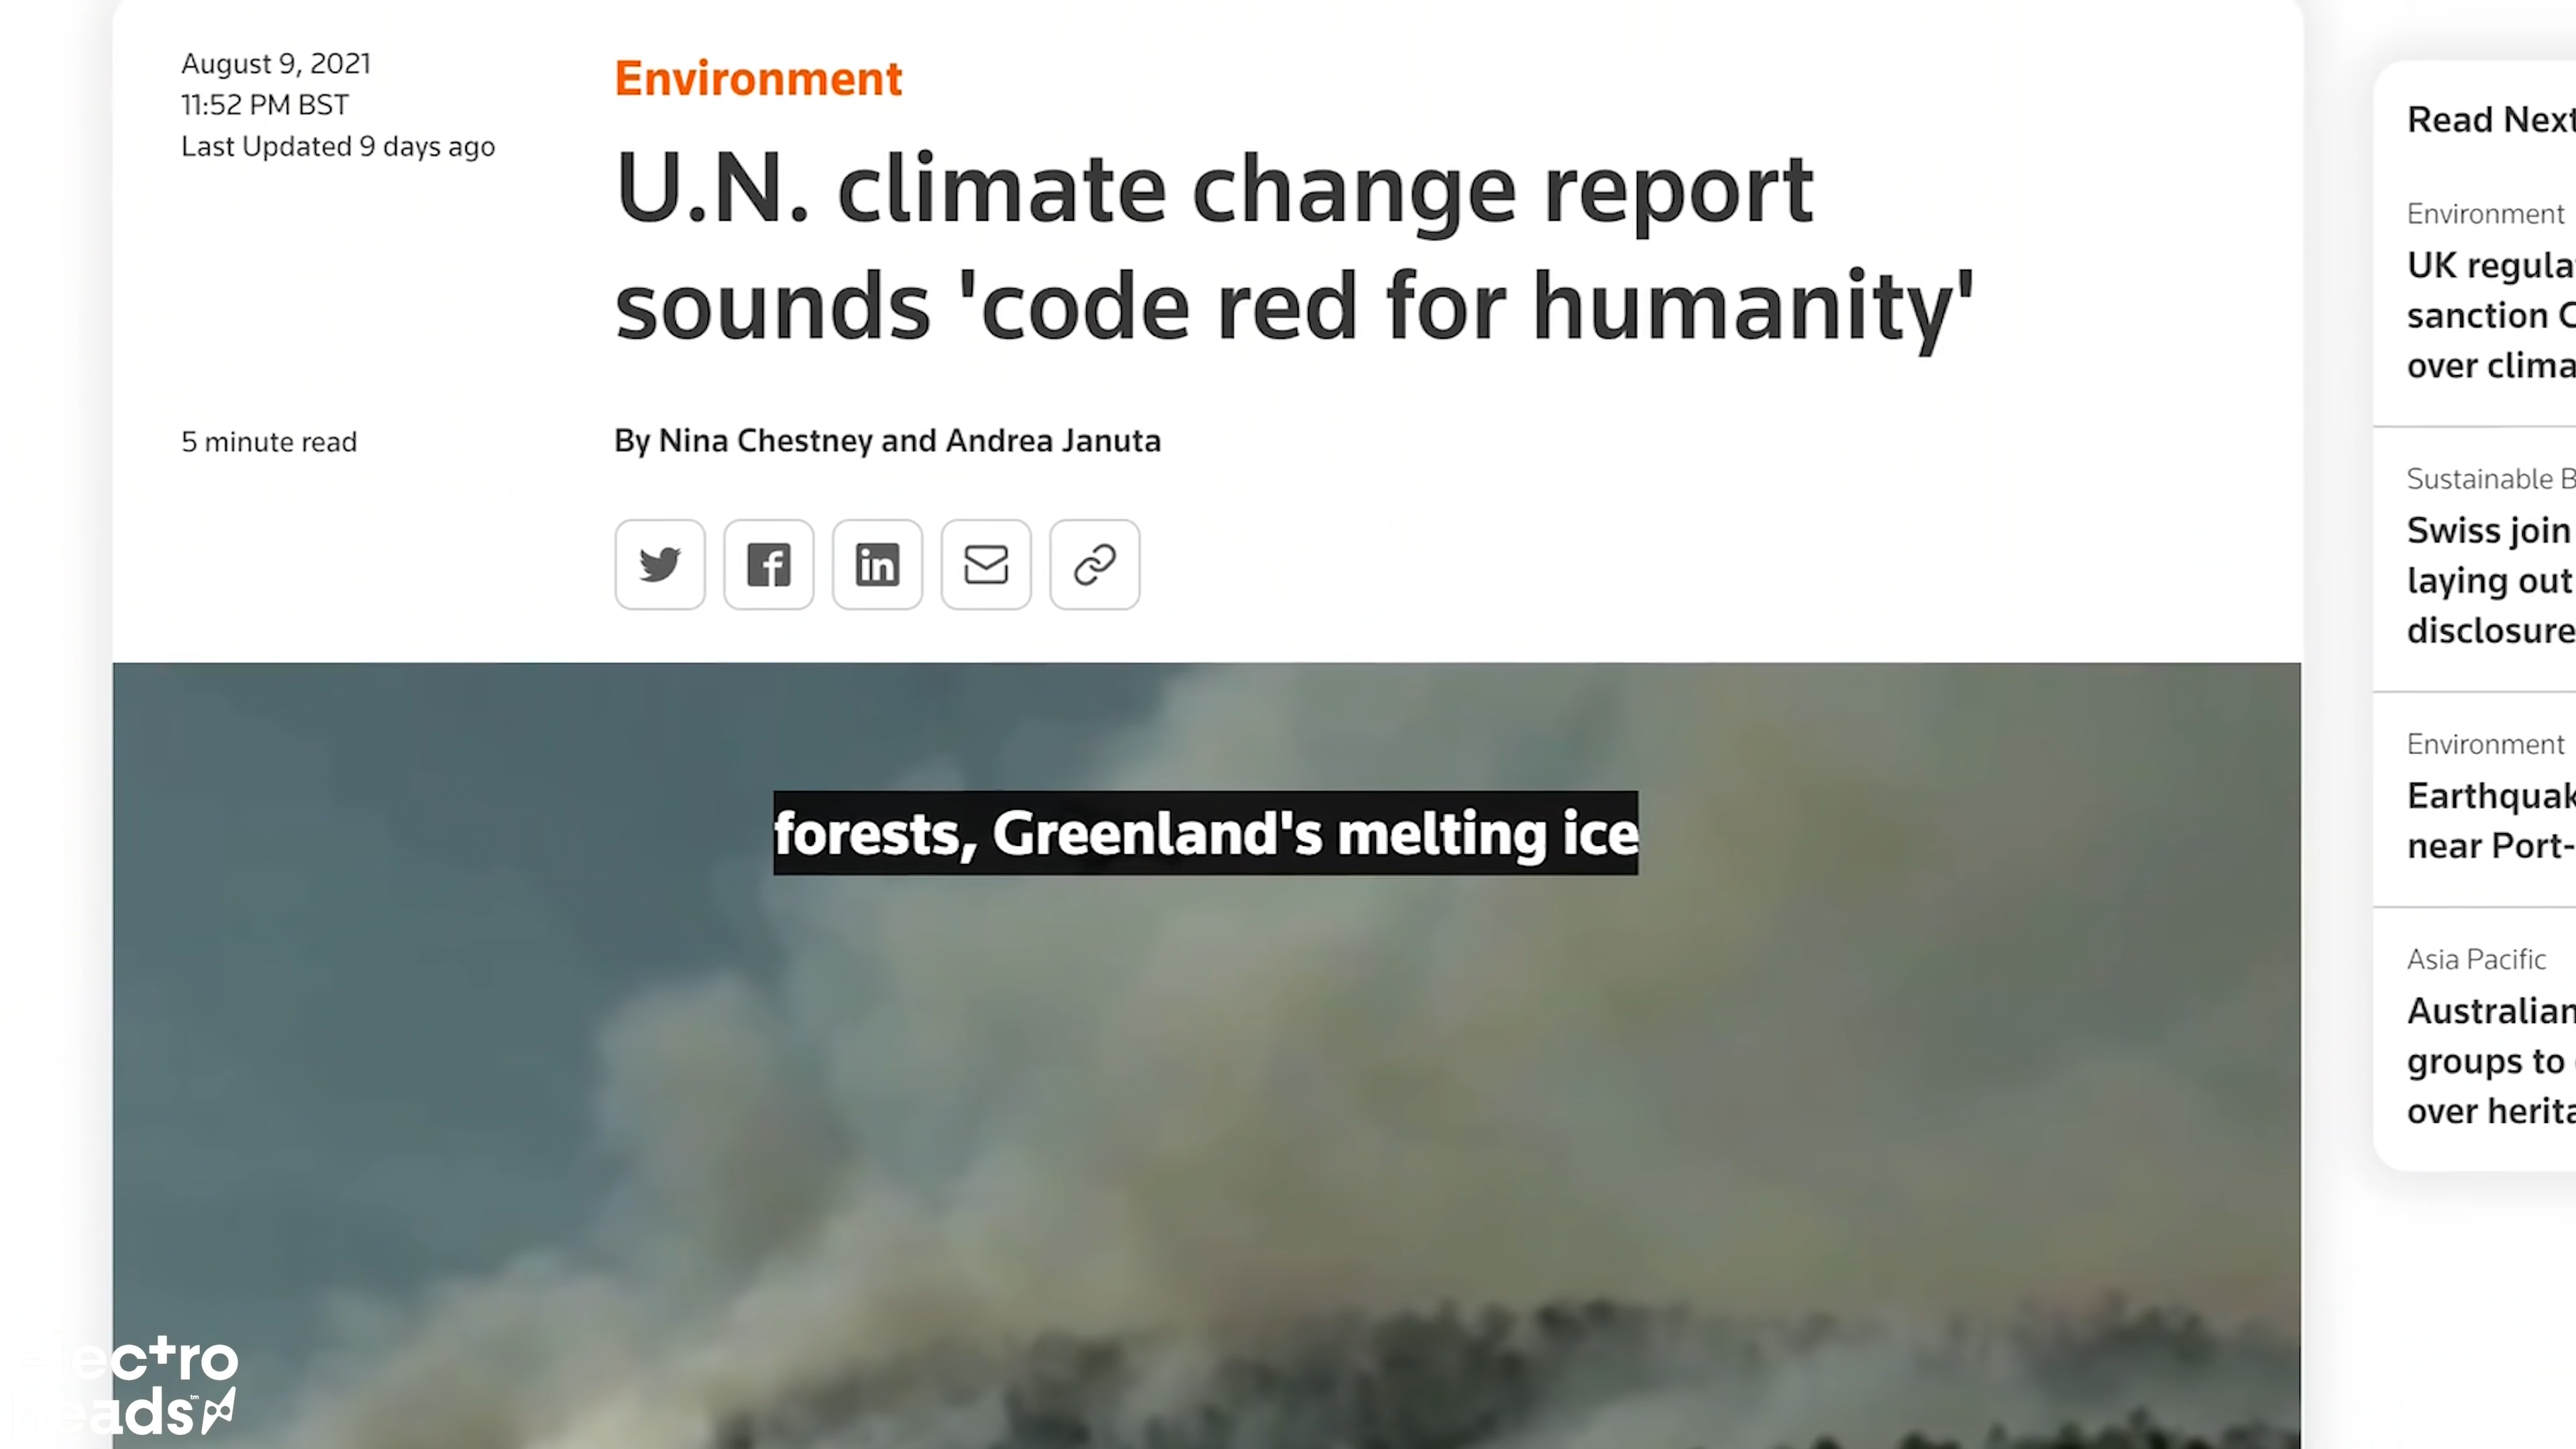 August 9, 2021
11:52 PM BST
Last Updated 9 days ago
Environment
U.N. climate change report
sounds 'code red for humanity'
5 minute read
By Nina Chestney and Andrea Januta
forests, Greenland's melting ice
Read Next
Environment
UK regula
sanction C
over clima
Sustainable B
Swiss join
laying out
disclosure
Environment
Earthquak
near Port-
Asia Pacific
Australian
groups to
over herita
electro
heads™